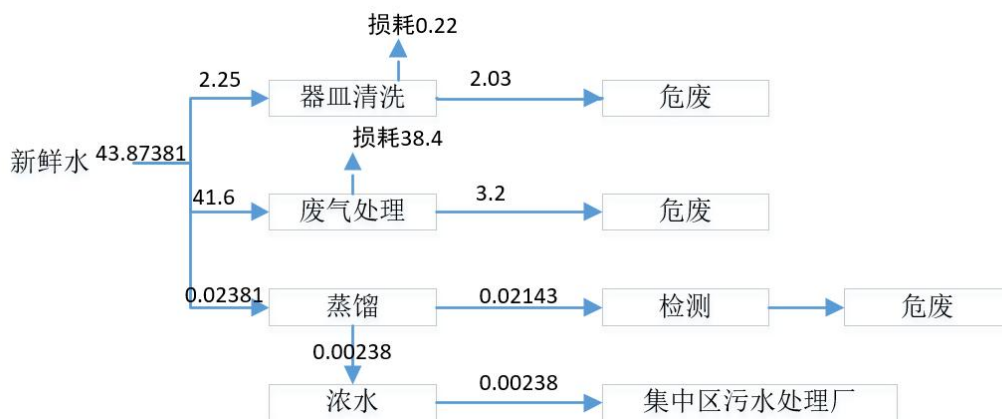 损耗0.22
2.25
器皿清洗
2.03
危废
损耗38.4
新鲜水
43.87381
41.6
废气处理
3.2
危废
0.02381
蒸馏
0.02143
检测
危废
0.00238
浓水
0.00238
集中区污水处理厂